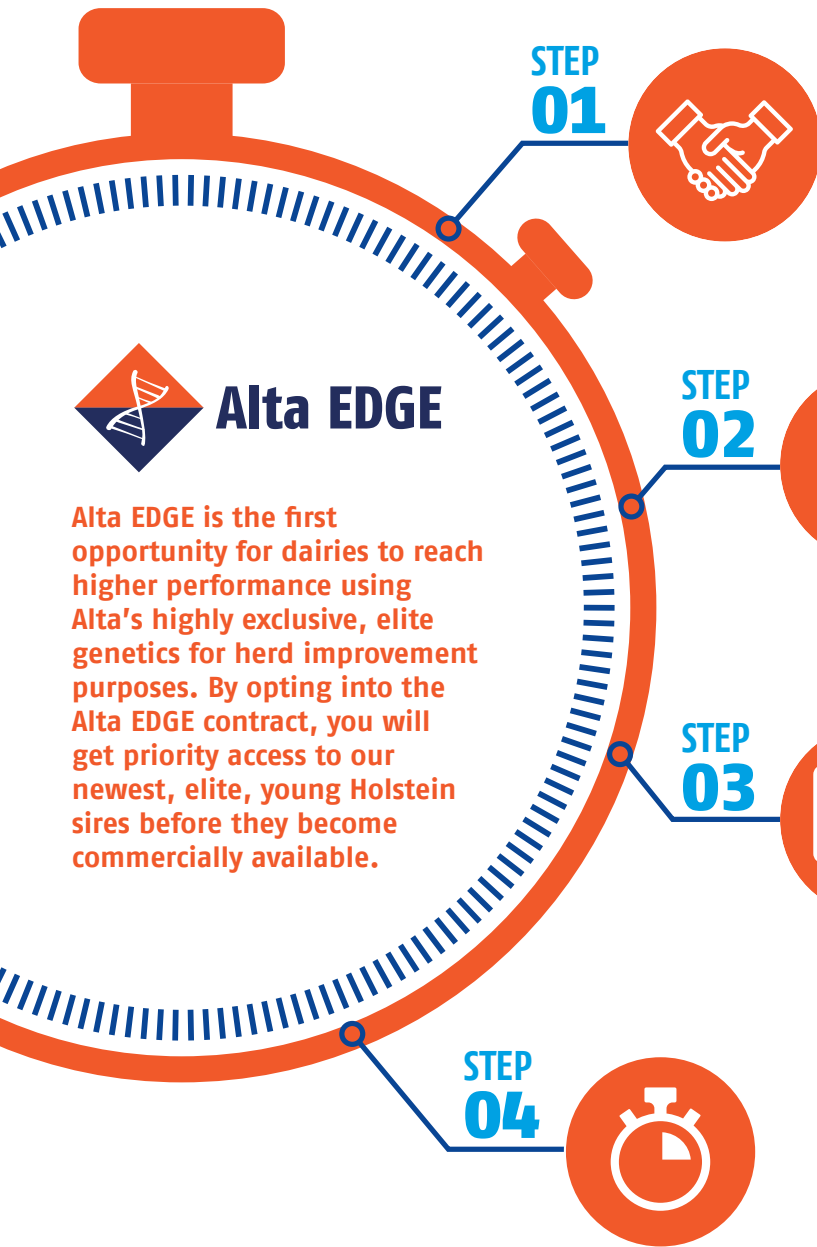 STEP
01
STEP
02
Alta EDGE
Alta EDGE is the first
opportunity for dairies to reach
higher performance using
Alta's highly exclusive, elite
genetics for herd improvement
purposes. By opting into the
Alta EDGE contract, you will
get priority access to our
newest, elite, young Holstein
sires before they become
commercially available.
STEP
03
STEP
04